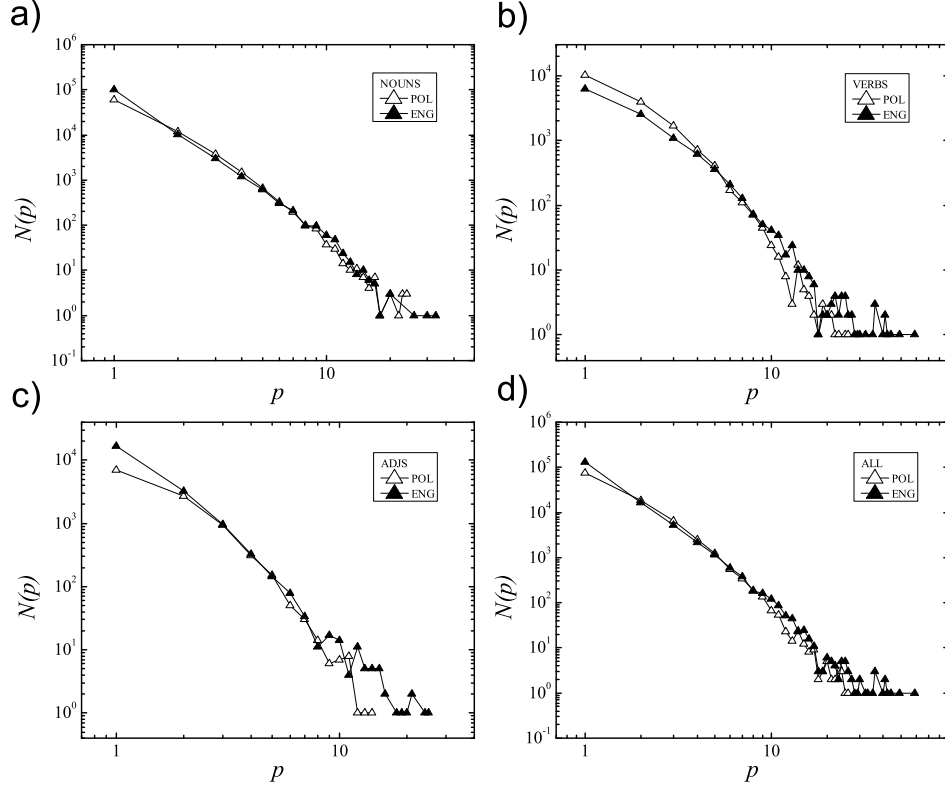 a)
10^6
10^5
10^4
10^3
10^2
10^1
10^0
10^-1
N(p)
1
10
p
NOUNS
POL
ENG
b)
10^4
10^3
10^2
10^1
10^0
N(p)
1
10
p
VERBS
POL
ENG
c)
10^4
10^3
10^2
10^1
10^0
N(p)
1
10
p
ADJS
POL
ENG
d)
10^6
10^5
10^4
10^3
10^2
10^1
10^0
10^-1
N(p)
1
10
p
ALL
POL
ENG